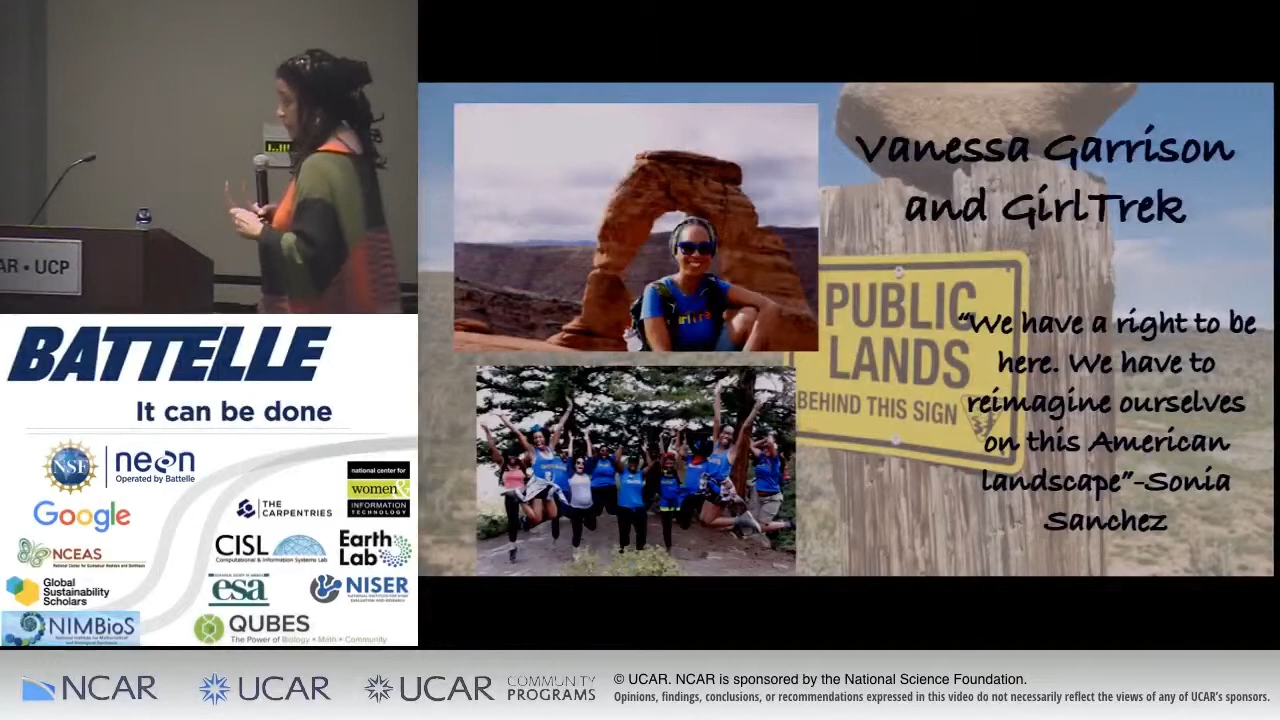 AR • UCP
BATTELLE
It can be done
NSF
neon
Operated by Battelle
national center for
women &
INFORMATION
TECHNOLOGY
Google
THE
CARPENTRIES
NCEAS
CISL
Computational & Information Systems Lab
Earth
Lab
Global
Sustainability
Scholars
esa
NISER
NIMBioS
QUBES
The Power of Biology • Math • Community
Vanessa Garrison
and GirlTrek
PUBLIC
LANDS
BEHIND THIS SIGN
"We have a right to be
here. We have to
reimagine ourselves
on this American
landscape"-Sonia
Sanchez
NCAR
UCAR
UCAR
COMMUNITY
PROGRAMS
© UCAR. NCAR is sponsored by the National Science Foundation.
Opinions, findings, conclusions, or recommendations expressed in this video do not necessarily reflect the views of any of UCAR's sponsors.